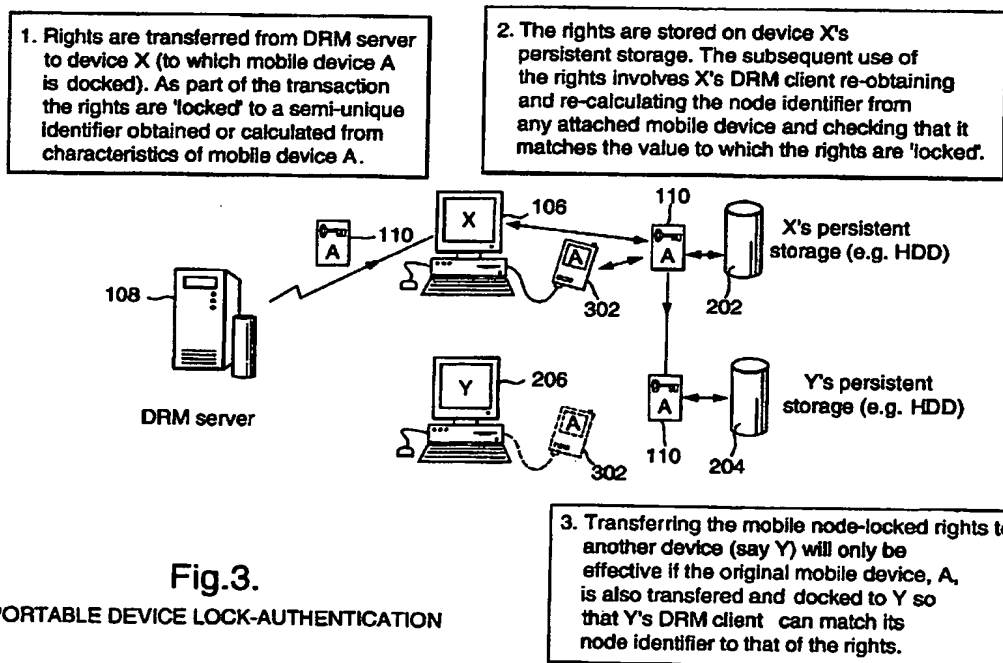 1. Rights are transferred from DRM server
to device X (to which mobile device A
is docked). As part of the transaction
the rights are 'locked' to a semi-unique
identifier obtained or calculated from
characteristics of mobile device A.
2. The rights are stored on device X's
persistent storage. The subsequent use of
the rights involves X's DRM client re-obtaining
and re-calculating the node identifier from
any attached mobile device and checking that it
matches the value to which the rights are 'locked'.
108
DRM server
A
110
X
106
A
302
110
A
202
X's persistent
storage (e.g. HDD)
Y
206
A
302
A
110
204
Y's persistent
storage (e.g. HDD)
3. Transferring the mobile node-locked rights to
another device (say Y) will only be
effective if the original mobile device, A,
is also transfered and docked to Y so
that Y's DRM client can match its
node identifier to that of the rights.
Fig.3.
ORTABLE DEVICE LOCK-AUTHENTICATION